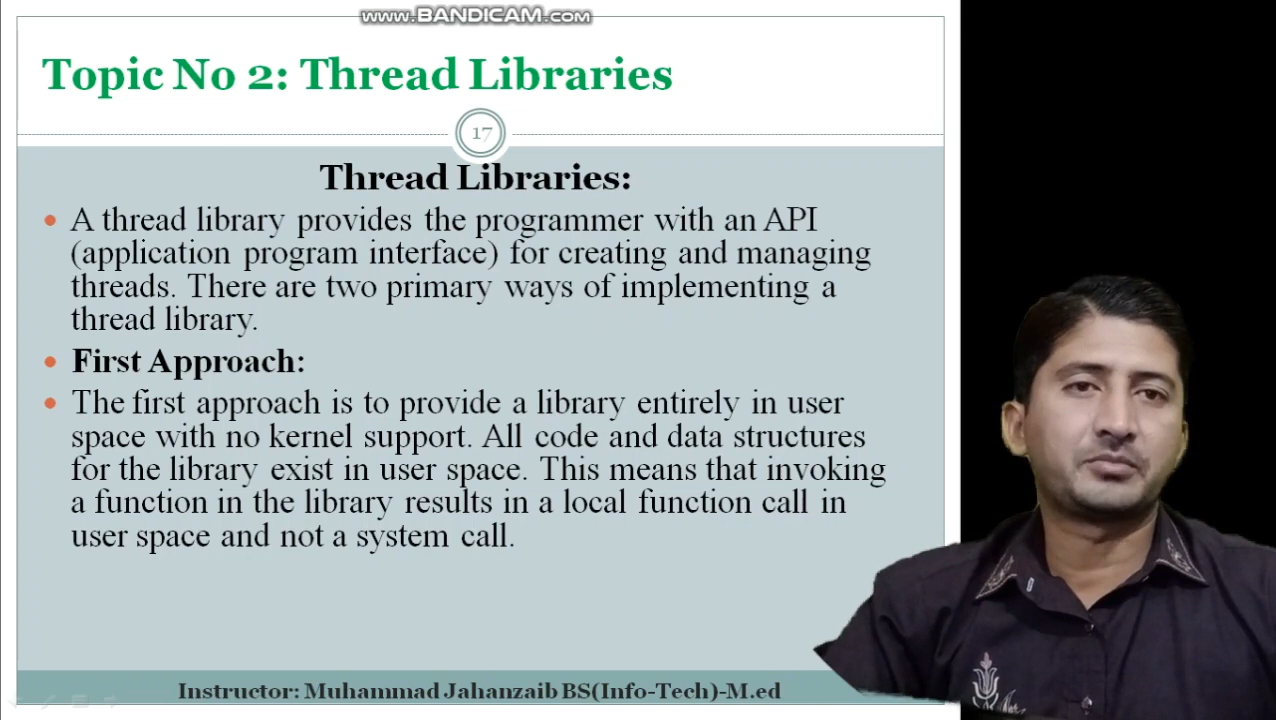 www.BANDICAM.com
Topic No 2: Thread Libraries
17
Thread Libraries:
• A thread library provides the programmer with an API
(application program interface) for creating and managing
threads. There are two primary ways of implementing a
thread library.
• First Approach:
• The first approach is to provide a library entirely in user
space with no kernel support. All code and data structures
for the library exist in user space. This means that invoking
a function in the library results in a local function call in
user space and not a system call.
Instructor: Muhammad Jahanzaib BS(Info-Tech)-M.ed